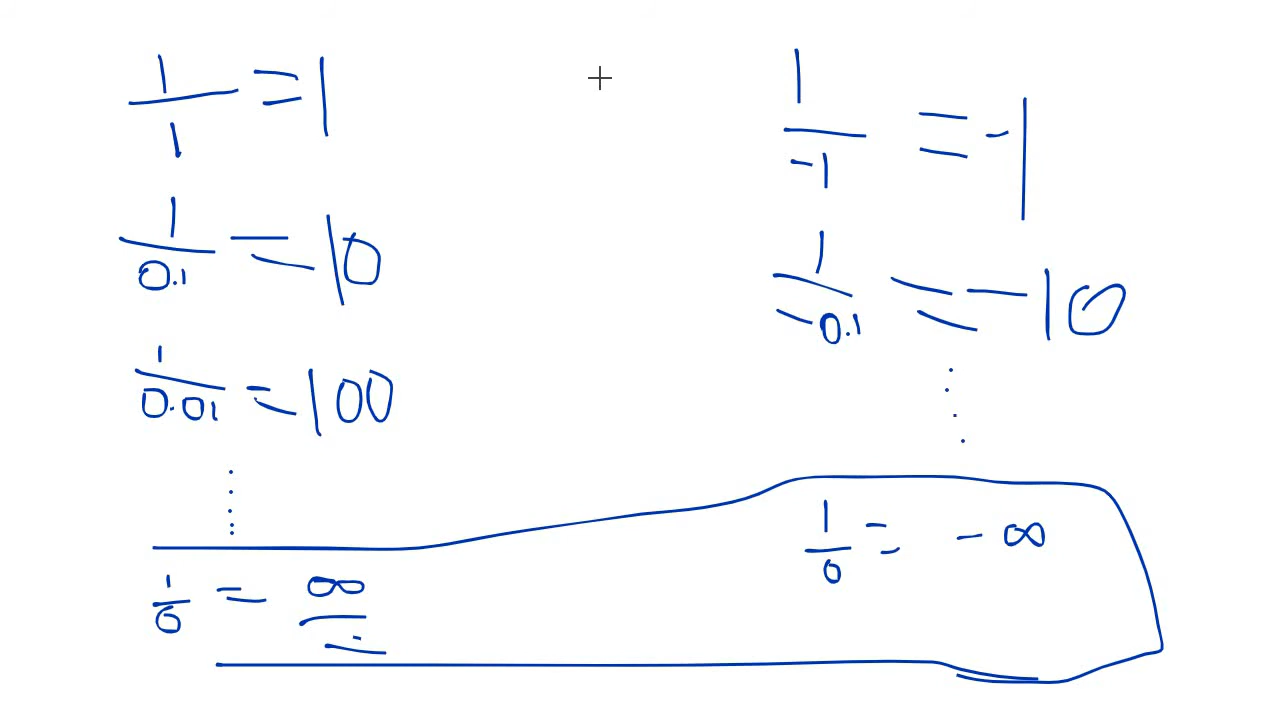 1/1 = 1
1/0.1 = 10
1/0.01 = 100
1/0 = ∞
1/-1 = -1
1/-0.1 = -10
1/0 = -∞